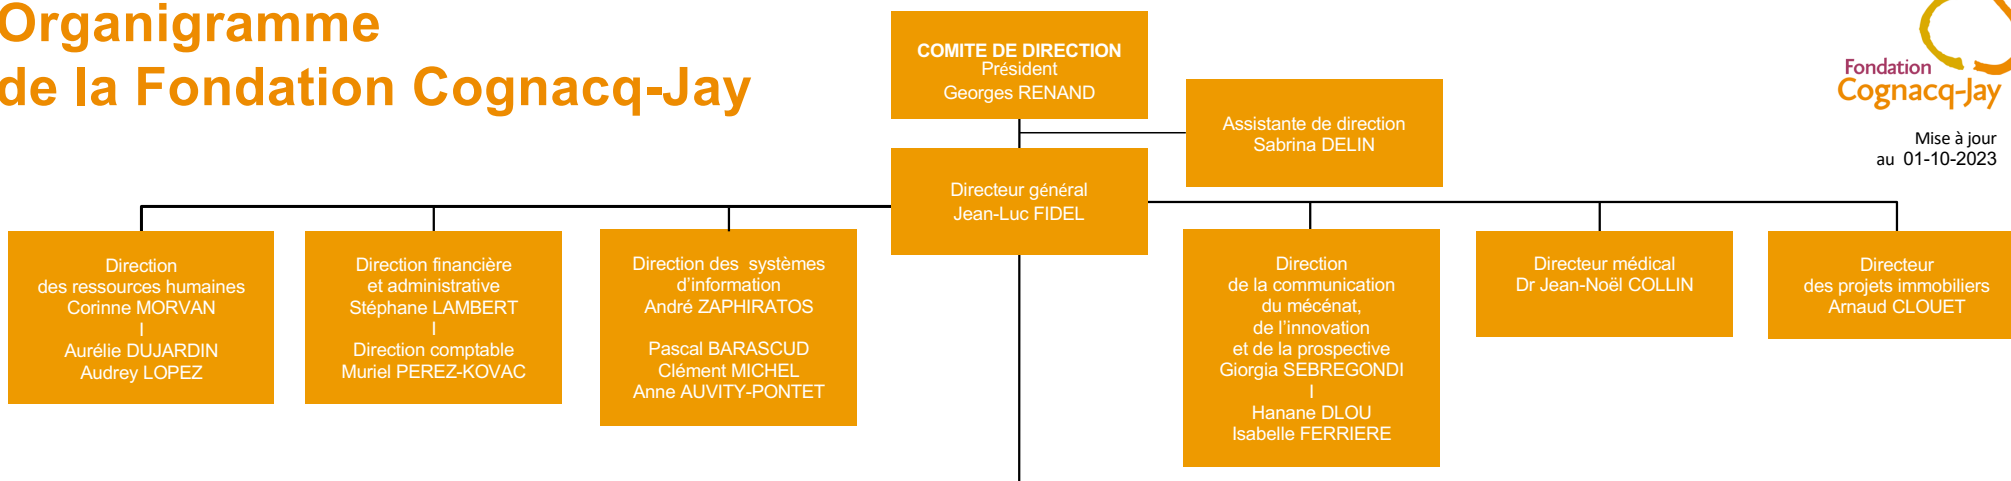 Organigramme
de la Fondation Cognacq-Jay
COMITE DE DIRECTION
Président
Georges RENAND
Assistante de direction
Sabrina DELIN
Fondation
Cognacq-Jay
Mise à jour
au 01-10-2023
Directeur général
Jean-Luc FIDEL
Direction
des ressources humaines
Corinne MORVAN
I
Aurélie DUJARDIN
Audrey LOPEZ
Direction financière
et administrative
Stéphane LAMBERT
I
Direction comptable
Muriel PEREZ-KOVAC
Direction des systèmes
d'information
André ZAPHIRATOS
Pascal BARASCUD
Clément MICHEL
Anne AUVITY-PONTET
Direction
de la communication
du mécénat,
de l'innovation
et de la prospective
Giorgia SEBREGONDI
I
Hanane DLOU
Isabelle FERRIERE
Directeur médical
Dr Jean-Noël COLLIN
Directeur
des projets immobiliers
Arnaud CLOUET